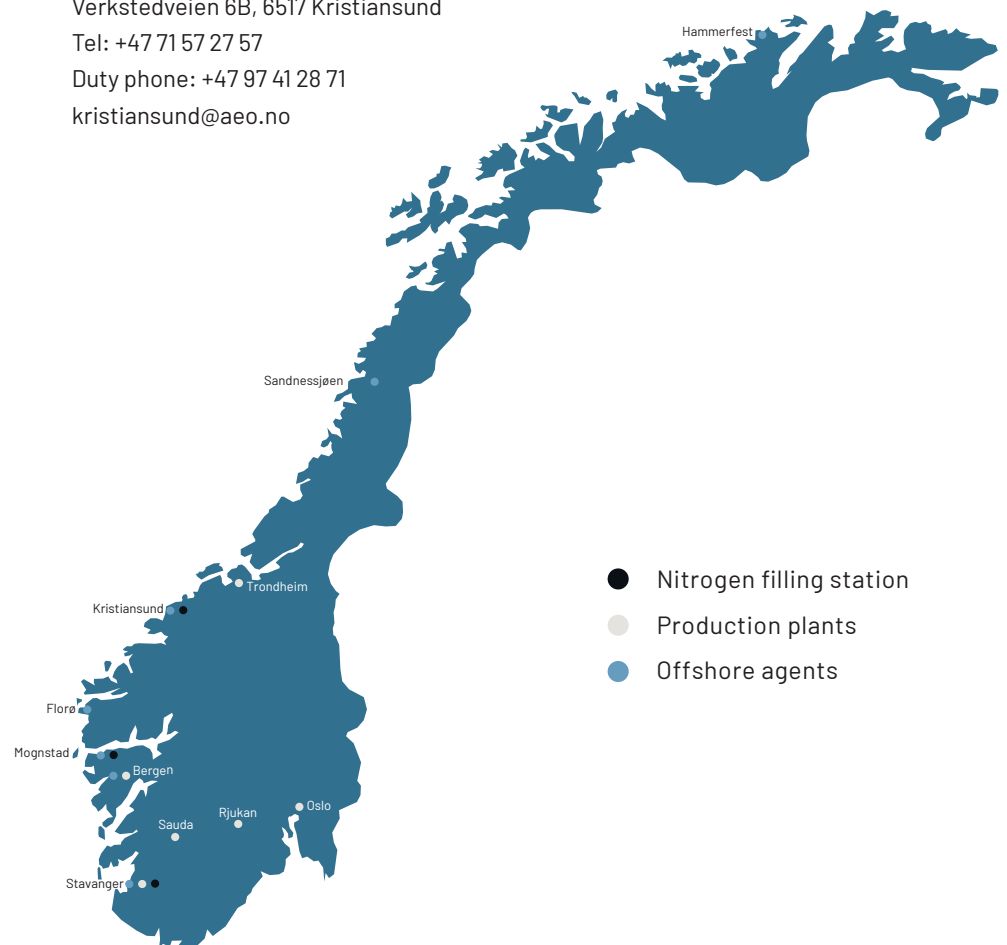 Verkstedveien 6B, 6517 Kristiansund
Tel: +47 71 57 27 57
Duty phone: +47 97 41 28 71
kristiansund@aeo.no
Hammerfest
Sandnessjøen
Trondheim
Kristiansund
Florø
Mognstad
Bergen
Oslo
Rjukan
Sauda
Stavanger
Nitrogen filling station
Production plants
Offshore agents